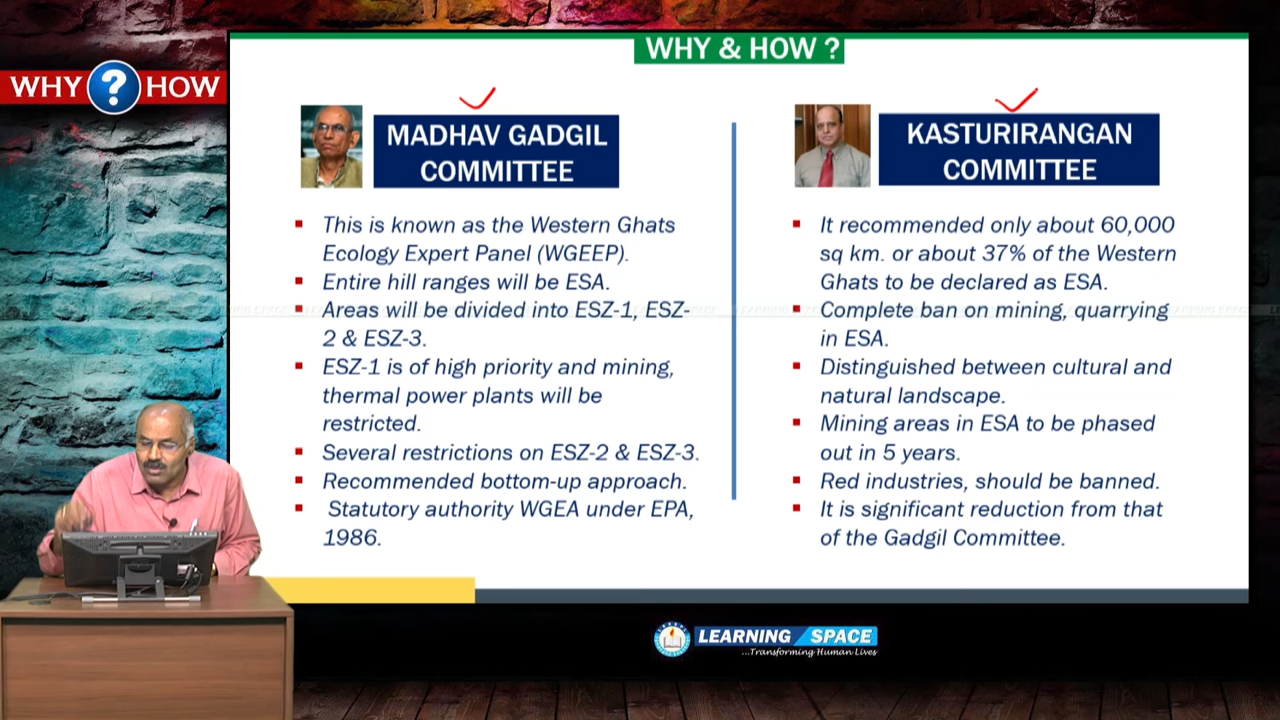 WHY & HOW ?
WHY ? HOW
MADHAV GADGIL
COMMITTEE
This is known as the Western Ghats
Ecology Expert Panel (WGEEP).
Entire hill ranges will be ESA.
Areas will be divided into ESZ-1, ESZ-
2 & ESZ-3.
ESZ-1 is of high priority and mining,
thermal power plants will be
restricted.
Several restrictions on ESZ-2 & ESZ-3.
Recommended bottom-up approach.
Statutory authority WGEA under EPA,
1986.
KASTURIRANGAN
COMMITTEE
It recommended only about 60,000
sq km. or about 37% of the Western
Ghats to be declared as ESA.
Complete ban on mining, quarrying
in ESA.
Distinguished between cultural and
natural landscape.
Mining areas in ESA to be phased
out in 5 years.
Red industries, should be banned.
It is significant reduction from that
of the Gadgil Committee.
LEARNING SPACE
...Transforming Human Lives